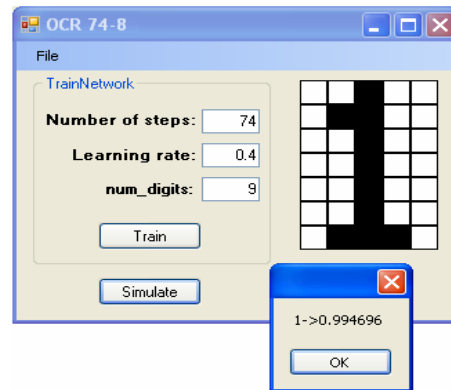 OCR 74-8
File
TrainNetwork
Number of steps: 74
Learning rate: 0.4
num_digits: 9
Train
Simulate
1->0.994696
OK